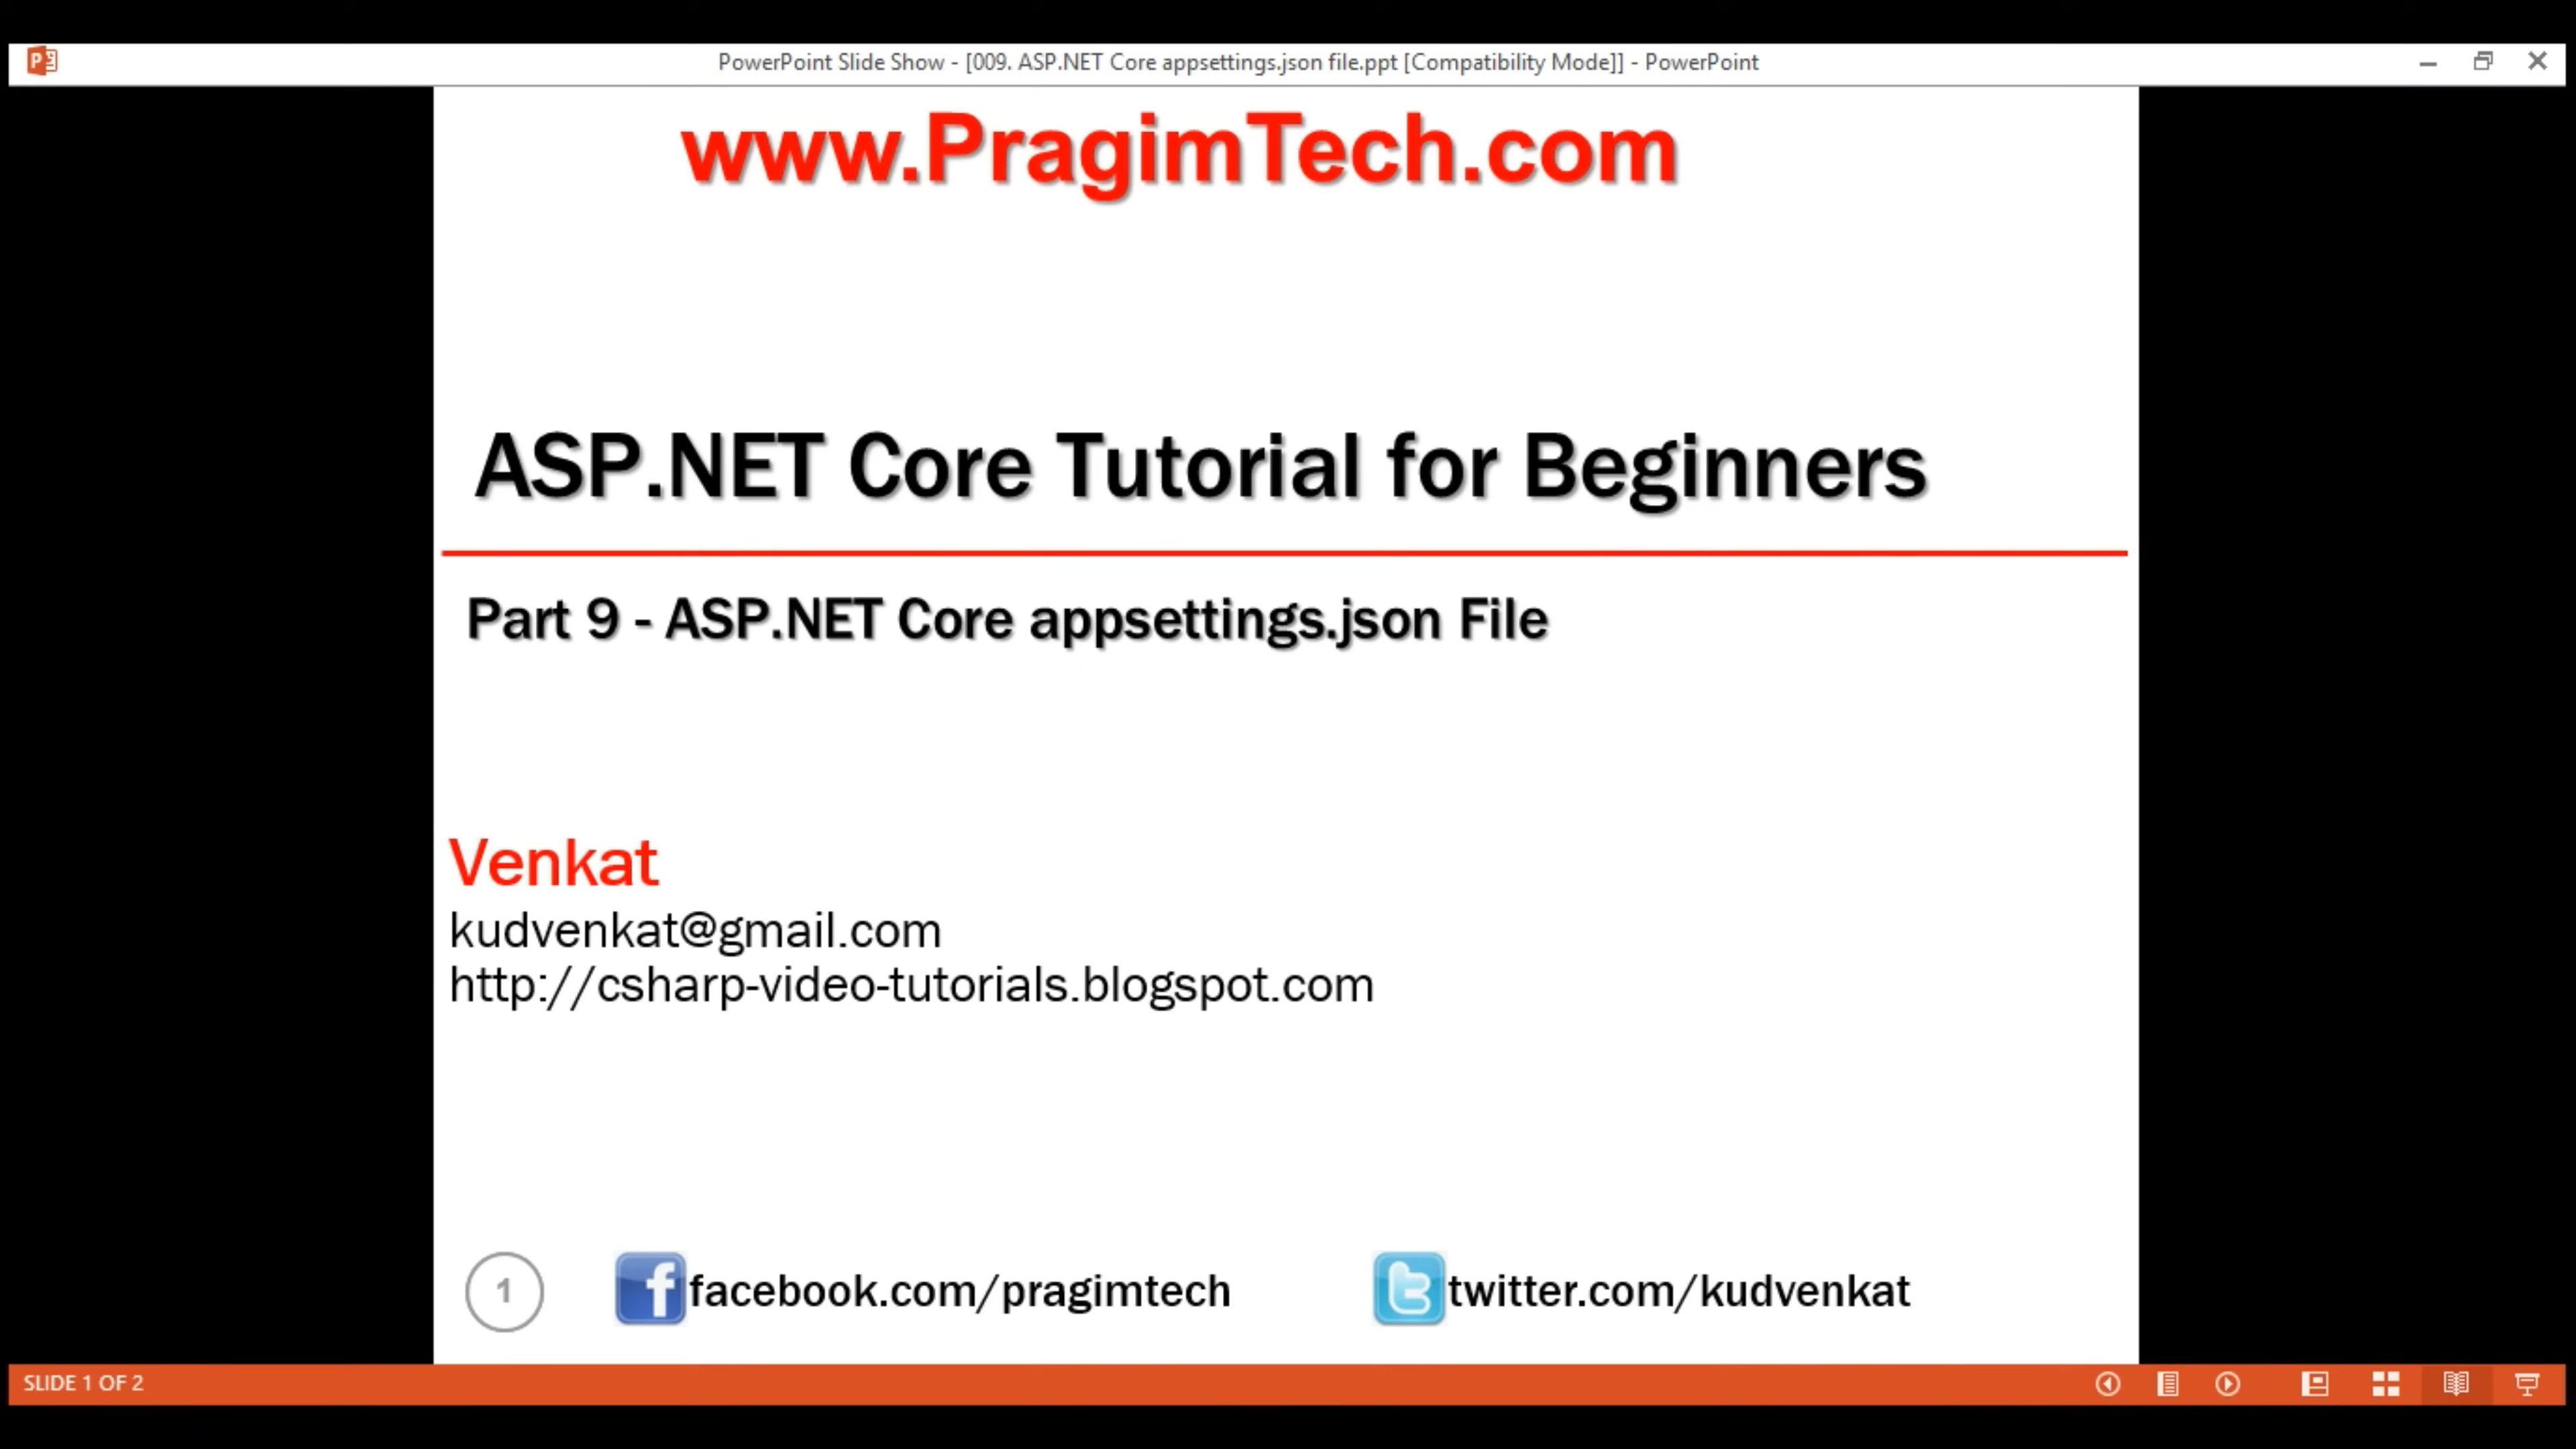 PowerPoint Slide Show - [009. ASP.NET Core appsettings.json file.ppt [Compatibility Mode]] - PowerPoint
www.PragimTech.com
ASP.NET Core Tutorial for Beginners
Part 9 - ASP.NET Core appsettings.json File
Venkat
kudvenkat@gmail.com
http://csharp-video-tutorials.blogspot.com
1 facebook.com/pragimtech twitter.com/kudvenkat
SLIDE 1 OF 2